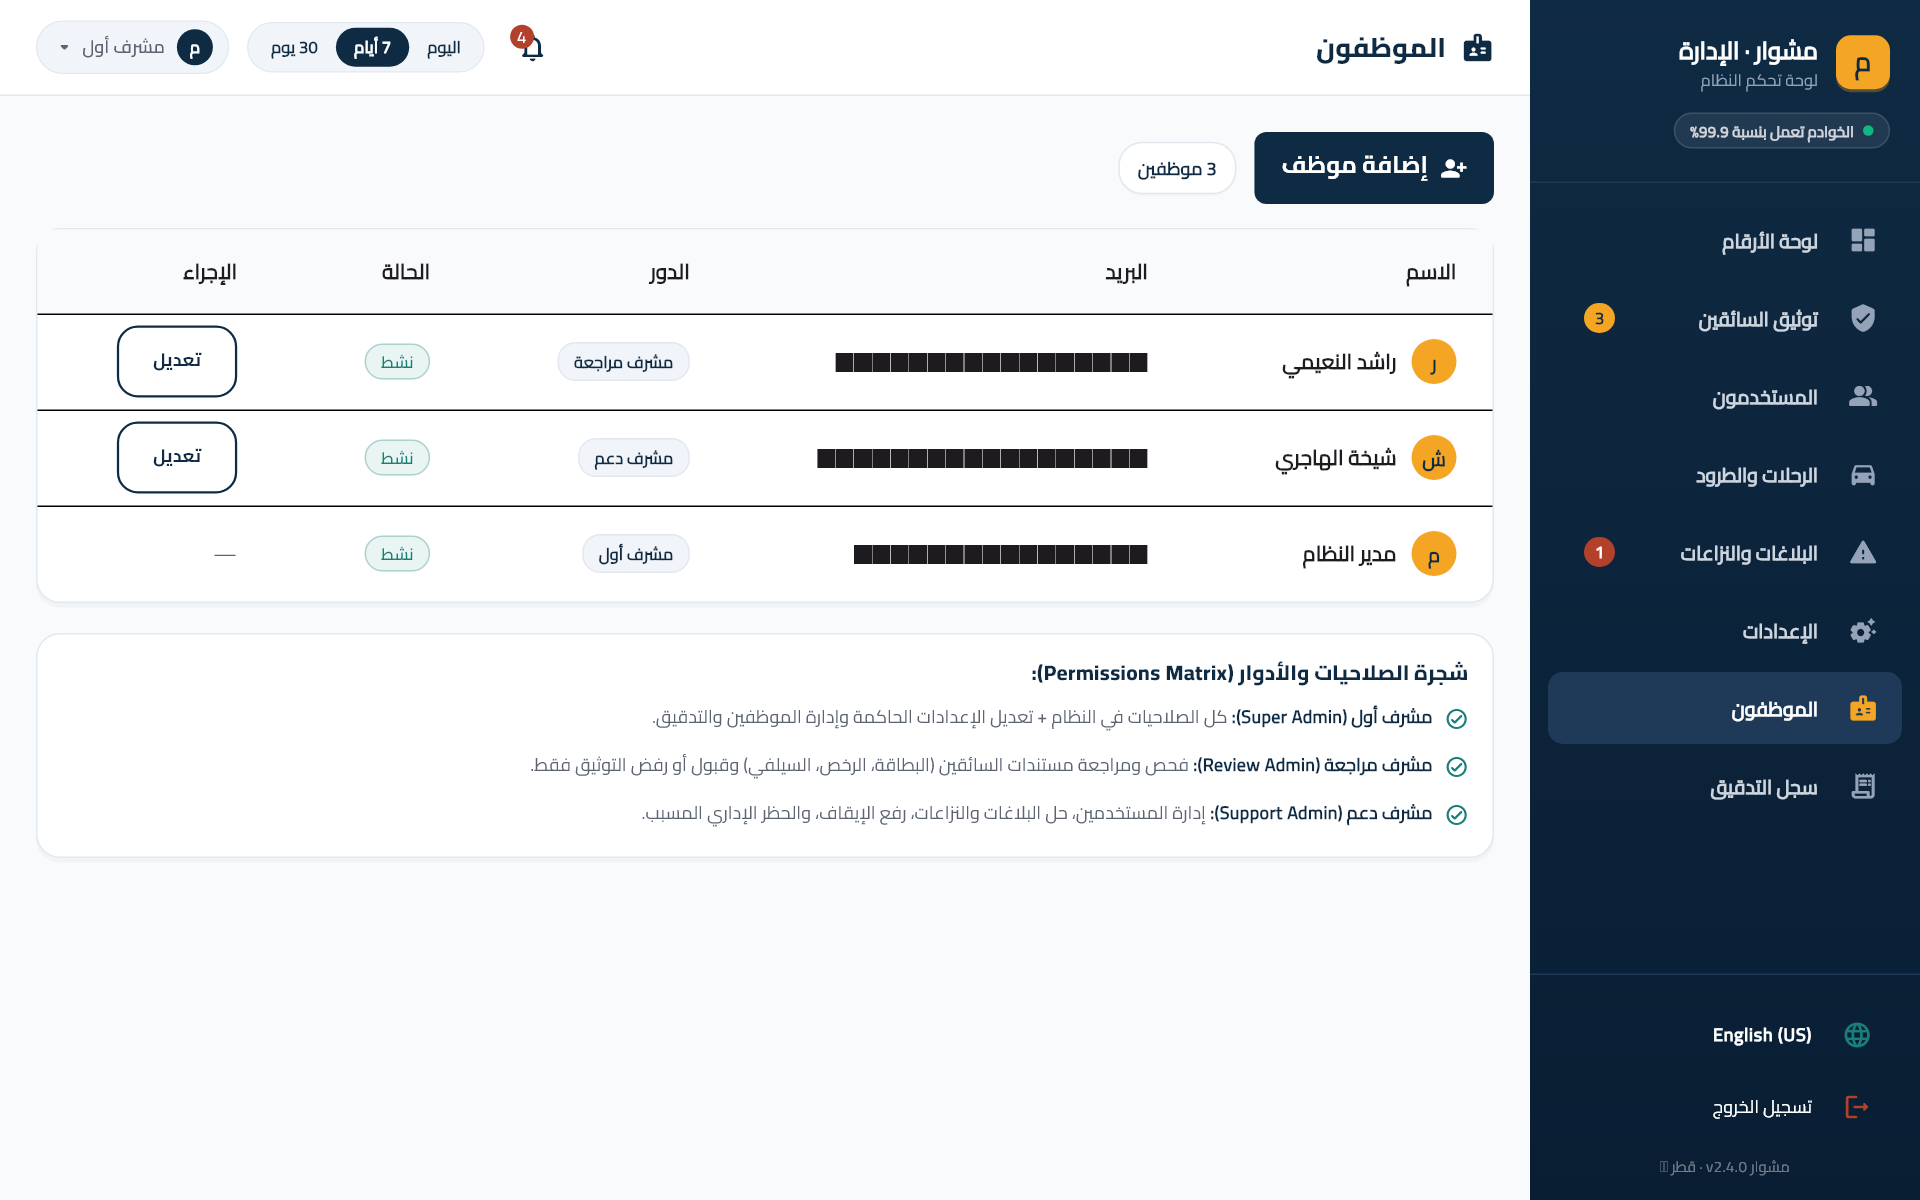 م
مشوار · الإدارة
لوحة تحكم النظام
الخوادم تعمل بنسبة 99.9%
لوحة الأرقام
توثيق السائقين
3
المستخدمون
الرحلات والطرود
البلاغات والنزاعات
1
الإعدادات
الموظفون
سجل التدقيق
English (US)
تسجيل الخروج
مشوار v2.4.0 · قطر
الموظفون
4
اليوم
7 أيام
30 يوم
م
مشرف أول
إضافة موظف
3 موظفين
الاسم البريد الدور الحالة الإجراء
ر راشد النعيمي مشرف مراجعة نشط تعديل
ش شيخة الهاجري مشرف دعم نشط تعديل
م مدير النظام مشرف أول نشط —
شجرة الصلاحيات والأدوار (Permissions Matrix):
مشرف أول (Super Admin): كل الصلاحيات في النظام + تعديل الإعدادات الحاكمة وإدارة الموظفين والتدقيق.
مشرف مراجعة (Review Admin): فحص ومراجعة مستندات السائقين (البطاقة، الرخص، السيلفي) وقبول أو رفض التوثيق فقط.
مشرف دعم (Support Admin): إدارة المستخدمين، حل البلاغات والنزاعات، رفع الإيقاف، والحظر الإداري المسبب.